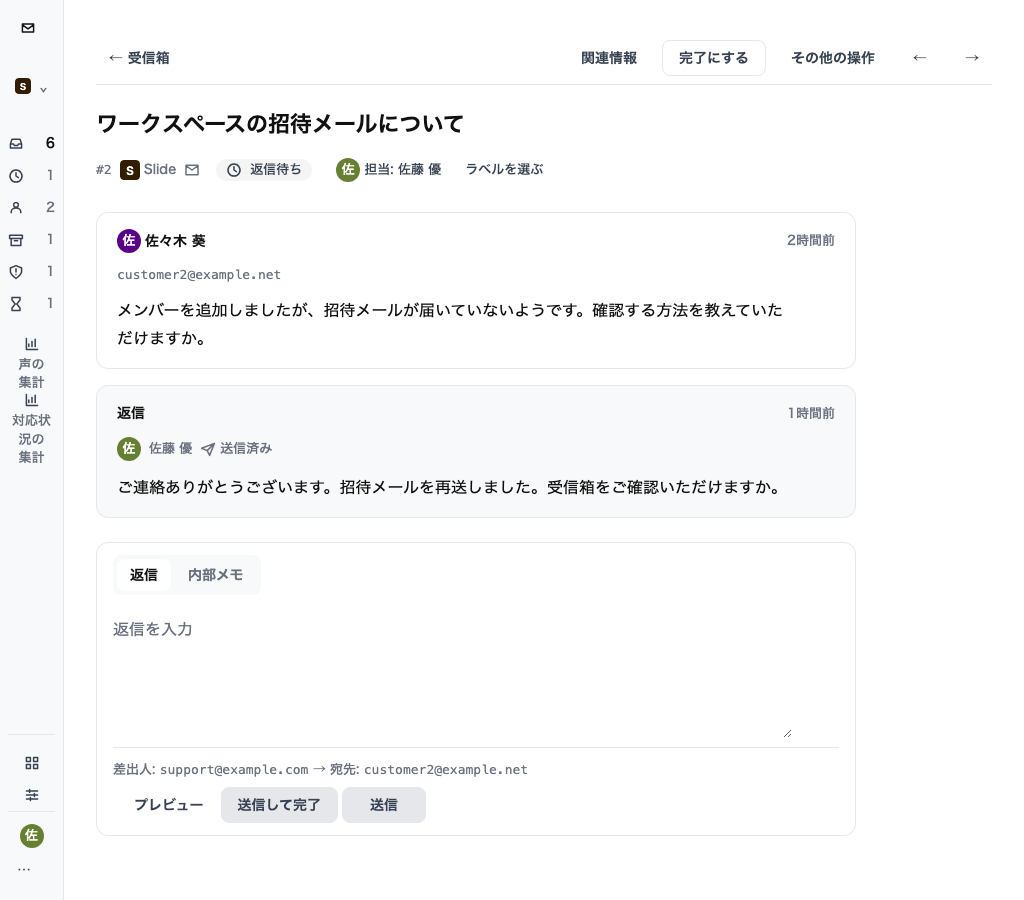 S
6
1
2
1
1
1
声の
集計
対応状
況の
集計
佐
…
← 受信箱
関連情報
完了にする
その他の操作
←
→
ワークスペースの招待メールについて
#2 S Slide 返信待ち 佐 担当: 佐藤 優 ラベルを選ぶ
佐 佐々木 葵 2時間前
customer2@example.net
メンバーを追加しましたが、招待メールが届いていないようです。確認する方法を教えていた
だけますか。
返信 1時間前
佐 佐藤 優 送信済み
ご連絡ありがとうございます。招待メールを再送しました。受信箱をご確認いただけますか。
返信 内部メモ
返信を入力
差出人: support@example.com → 宛先: customer2@example.net
プレビュー 送信して完了 送信